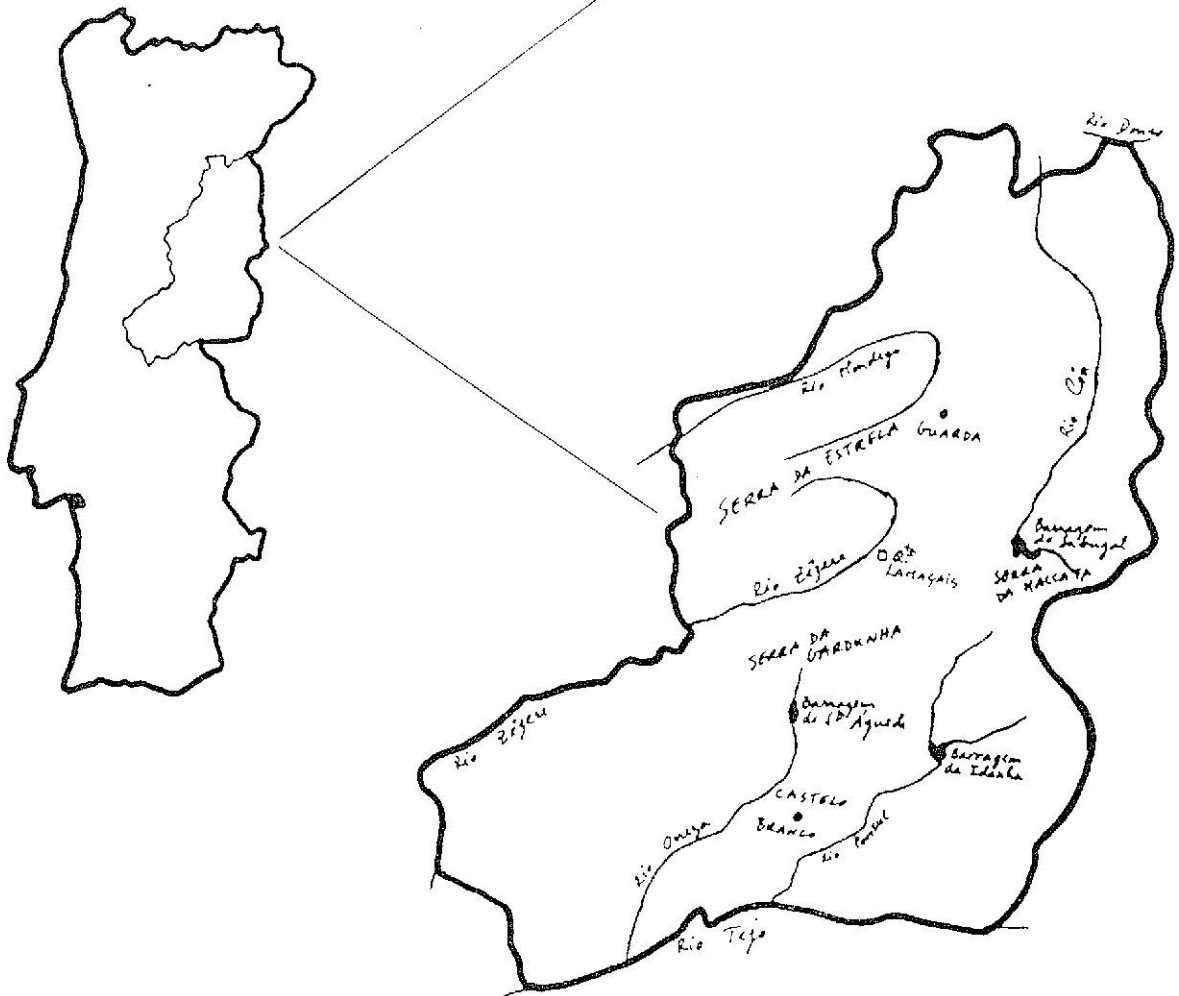 Rio Douro
Rio Côa
Rio Mondego
GUARDA
SERRA DA ESTRELA
Barragem
do Sabugal
SERRA
DA MALCATA
Qta
LAMAÇAIS
Rio Zêzere
SERRA DA
GARDUNHA
Barragem
de Sta Águeda
Rio Zêzere
Barragem
da Idanha
CASTELO
BRANCO
Rio Ocreza
Rio Ponsul
Rio Tejo